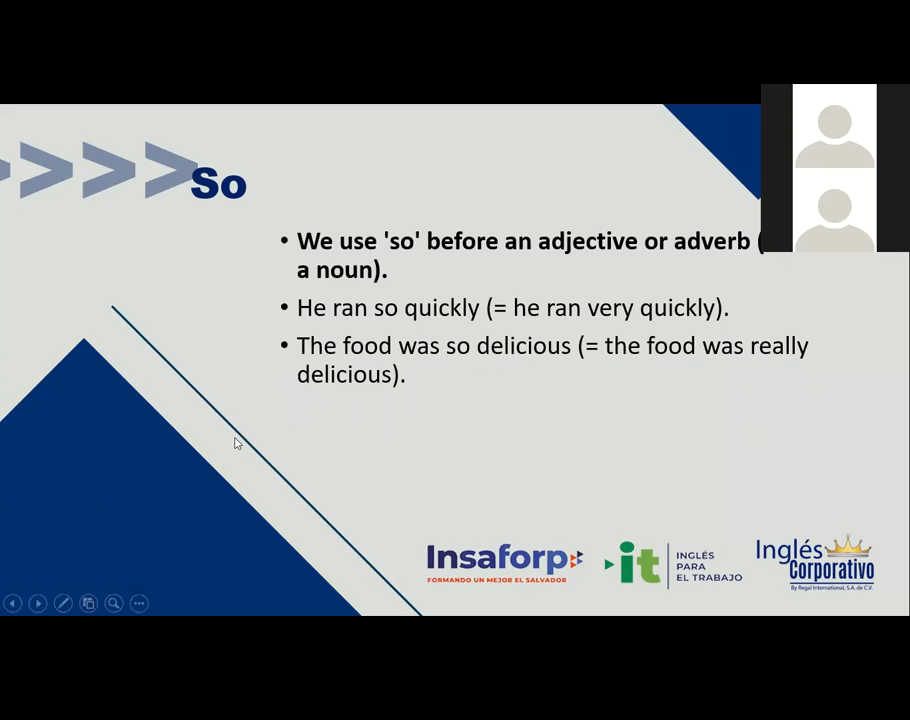 So
• We use 'so' before an adjective or adverb (
a noun).
• He ran so quickly (= he ran very quickly).
• The food was so delicious (= the food was really
delicious).
Insaforp
FORMANDO UN MEJOR EL SALVADOR
it
INGLÉS
PARA
EL TRABAJO
Inglés
Corporativo
By Regal International, S.A. de C.V.